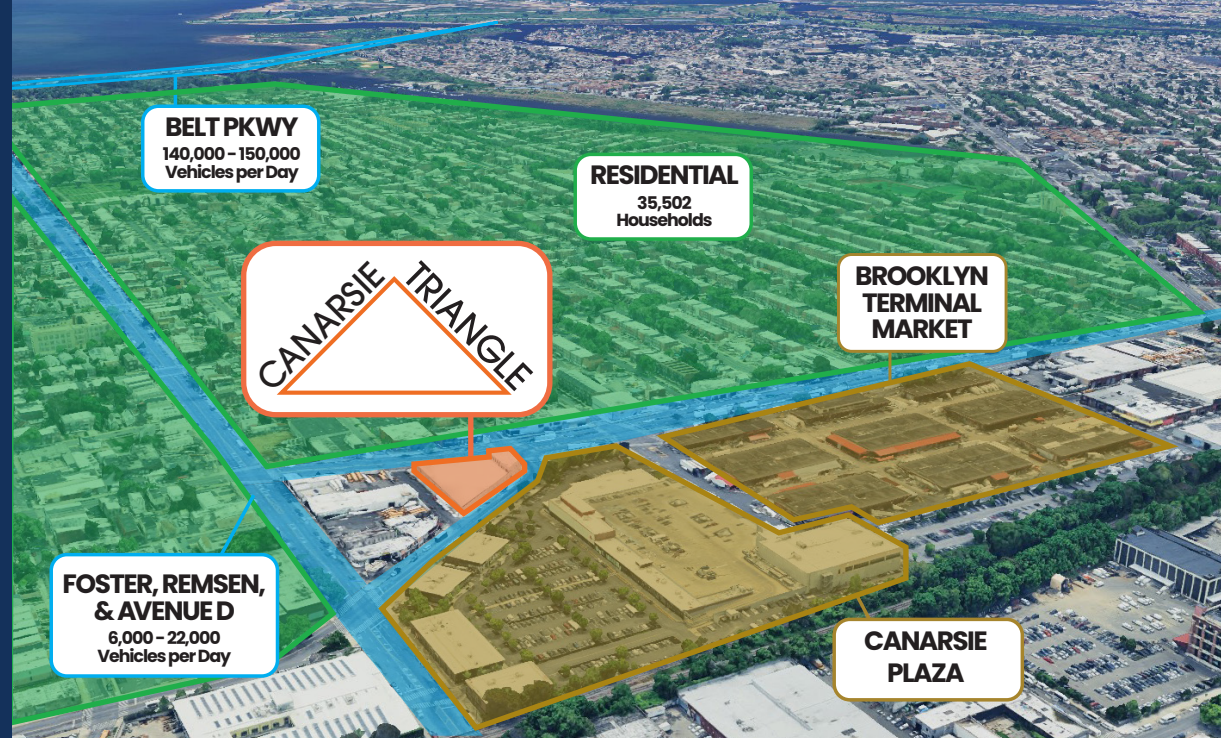 BELT PKWY
140,000 – 150,000
Vehicles per Day
RESIDENTIAL
35,502
Households
CANARSIE TRIANGLE
BROOKLYN
TERMINAL
MARKET
FOSTER, REMSEN,
& AVENUE D
6,000 – 22,000
Vehicles per Day
CANARSIE
PLAZA